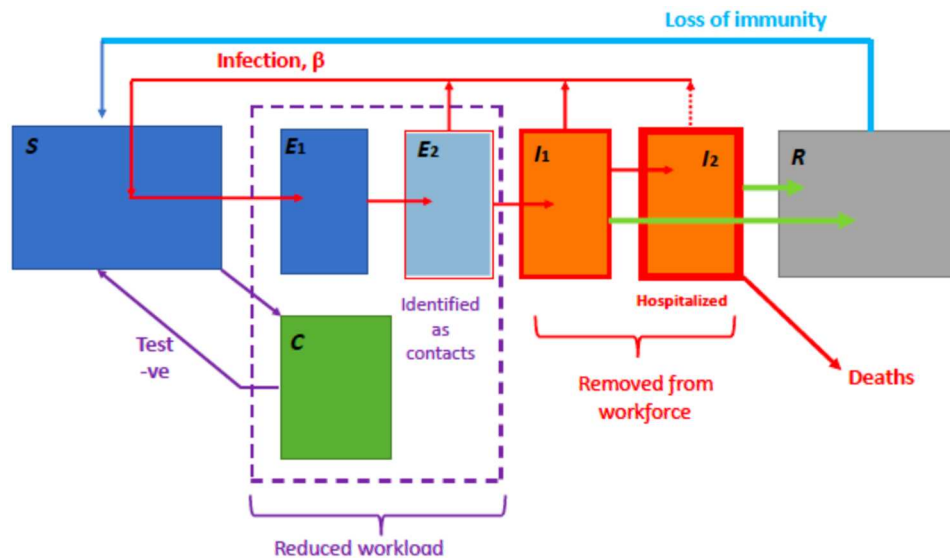 Loss of immunity
Infection, β
S
E1
E2
I1
I2
R
Identified
as
contacts
Hospitalized
C
Test
-ve
Removed from
workforce
Deaths
Reduced workload